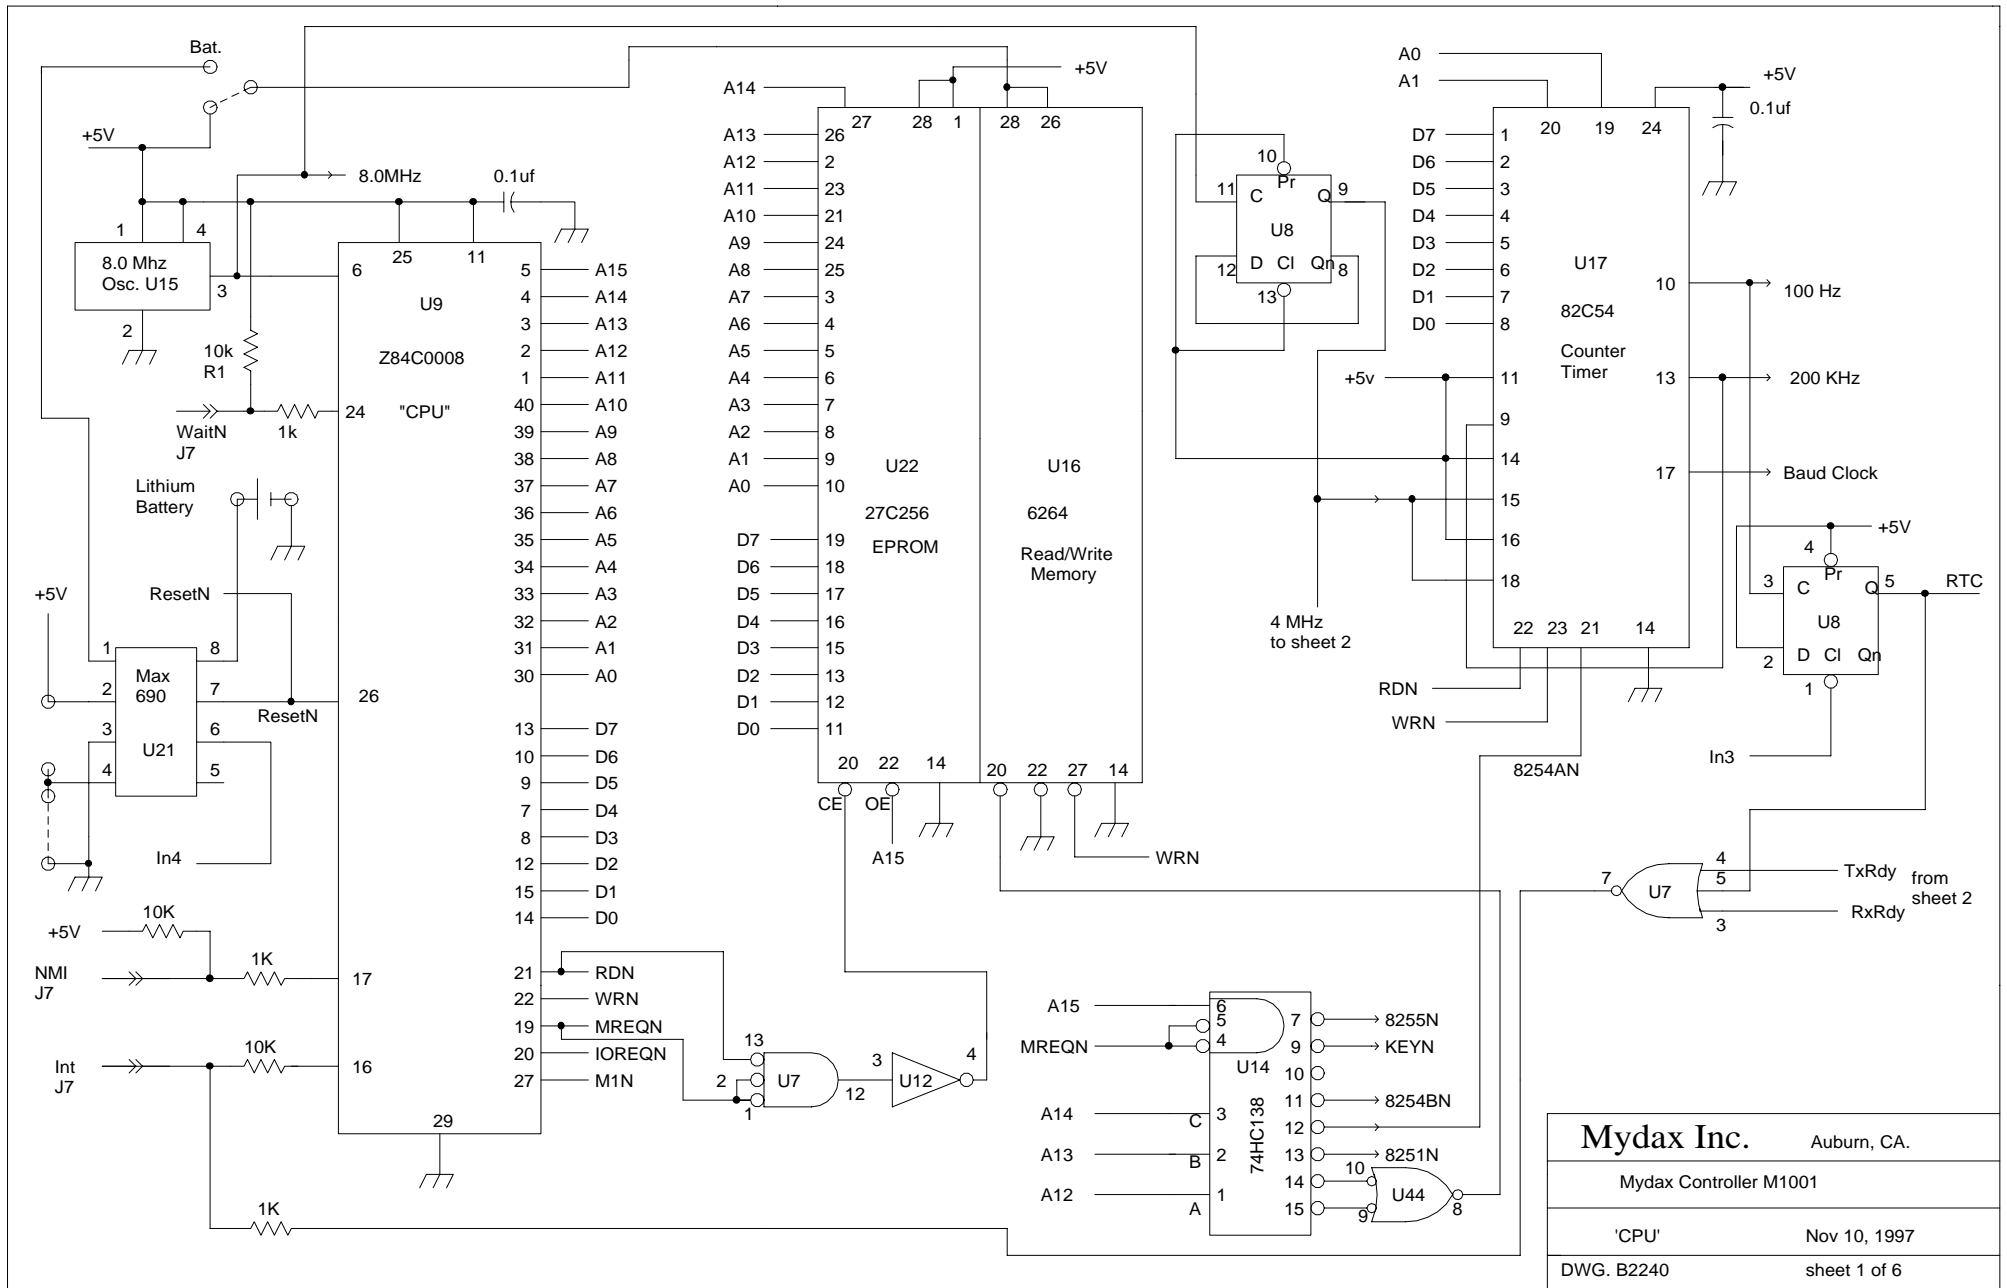 Bat.
+5V
8.0MHz
0.1uf
1
4
8.0 Mhz
Osc. U15
3
2
10k
R1
WaitN
J7
1k
Lithium
Battery
+5V
ResetN
ResetN
1
2
3
4
8
7
6
5
Max
690
U21
In4
+5V
10K
NMI
J7
1K
Int
J7
10K
1K
25
11
6
24
26
17
16
29
U9
Z84C0008
"CPU"
5 A15
4 A14
3 A13
2 A12
1 A11
40 A10
39 A9
38 A8
37 A7
36 A6
35 A5
34 A4
33 A3
32 A2
31 A1
30 A0
13 D7
10 D6
9 D5
7 D4
8 D3
12 D2
15 D1
14 D0
21 RDN
22 WRN
19 MREQN
20 IOREQN
27 M1N
13
2
1
U7
12
3
U12
4
+5V
A14 27
28
1
28
26
A13 26
A12 2
A11 23
A10 21
A9 24
A8 25
A7 3
A6 4
A5 5
A4 6
A3 7
A2 8
A1 9
A0 10
D7 19
D6 18
D5 17
D4 16
D3 15
D2 13
D1 12
D0 11
U22
27C256
EPROM
U16
6264
Read/Write
Memory
20
22
14
20
22
27
14
CE
OE
A15
WRN
10
Pr
11
C
Q
9
U8
12
D
Cl
Qn
8
13
4 MHz
to sheet 2
A0
A1
+5V
0.1uf
20
19
24
D7 1
D6 2
D5 3
D4 4
D3 5
D2 6
D1 7
D0 8
+5v 11
9
14
15
16
18
U17
82C54
Counter
Timer
10 100 Hz
13 200 KHz
17 Baud Clock
22
23
21
14
RDN
WRN
8254AN
+5V
4
Pr
3
C
Q
5
RTC
U8
2
D
Cl
Qn
1
In3
7
U7
4
5
3
TxRdy
RxRdy
from
sheet 2
A15 6
5
MREQN 4
U14
74HC138
A14 C 3
A13 B 2
A12 A 1
7 8255N
9 KEYN
10
11 8254BN
12
13 8251N
14
15
10
9
U44
8
Mydax Inc. Auburn, CA.
Mydax Controller M1001
'CPU' Nov 10, 1997
DWG. B2240 sheet 1 of 6